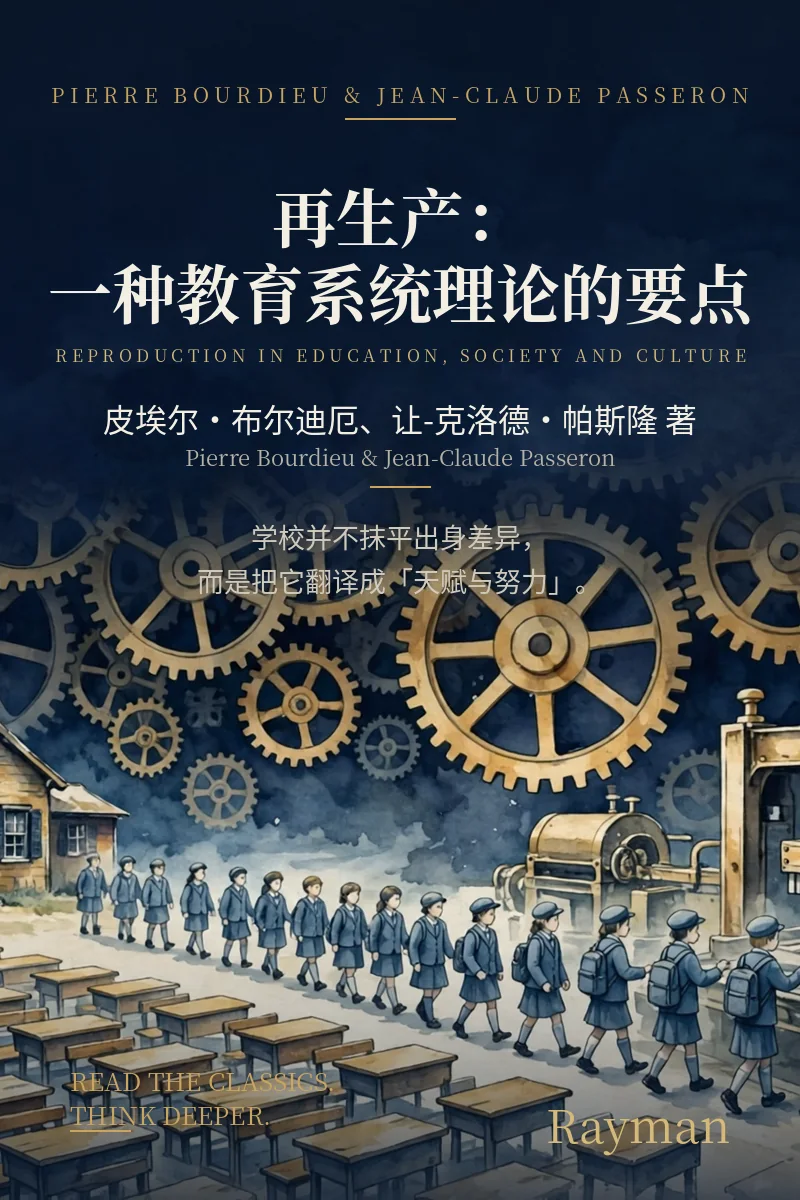 PIERRE BOURDIEU & JEAN-CLAUDE PASSERON
再生产：
一种教育系统理论的要点
REPRODUCTION IN EDUCATION, SOCIETY AND CULTURE
皮埃尔·布尔迪厄、让-克洛德·帕斯隆 著
Pierre Bourdieu & Jean-Claude Passeron
学校并不抹平出身差异，
而是把它翻译成「天赋与努力」。
READ THE CLASSICS,
THINK DEEPER.
Rayman